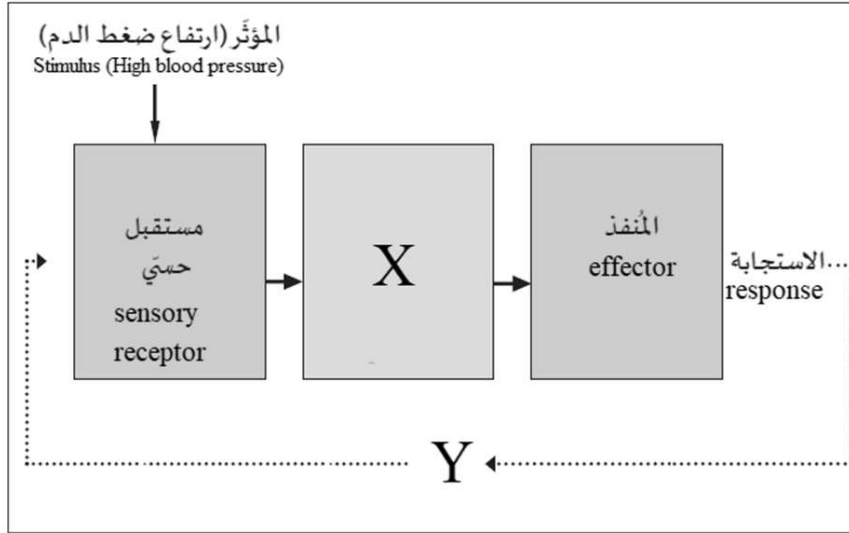 المؤثَر (ارتفاع ضغط الدم)
Stimulus (High blood pressure)
مستقبل
حسّي
sensory
receptor
X
المُنفذ
effector
الاستجابة
response
Y